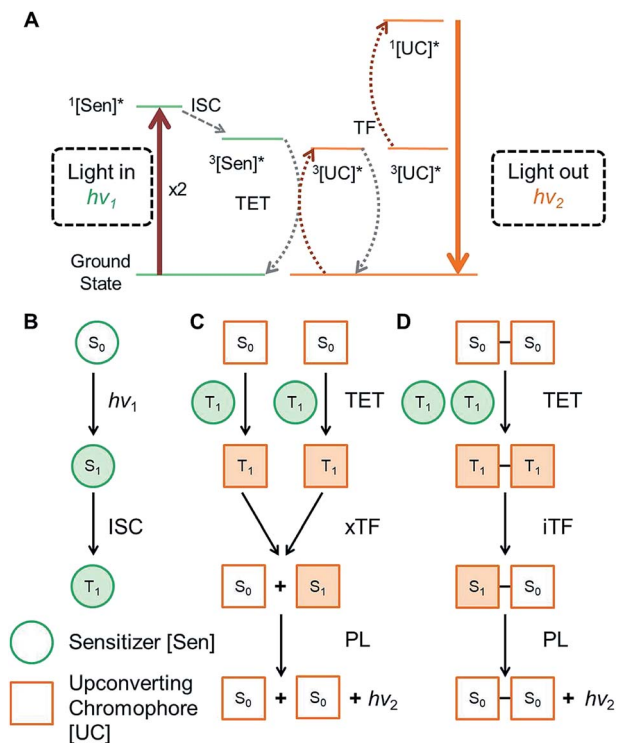 A
¹[UC]*
¹[Sen]*
ISC
TF
³[Sen]*
³[UC]*
³[UC]*
Light in
hv₁
x2
TET
Light out
hv₂
Ground
State
B
C
D
S₀
S₀
S₀
S₀
S₀
hv₁
T₁
T₁
TET
T₁
T₁
TET
S₁
T₁
T₁
T₁
T₁
ISC
xTF
iTF
T₁
S₀
+
S₁
S₁
S₀
Sensitizer [Sen]
PL
PL
Upconverting
Chromophore
[UC]
S₀ + S₀ + hv₂
S₀ S₀ + hv₂